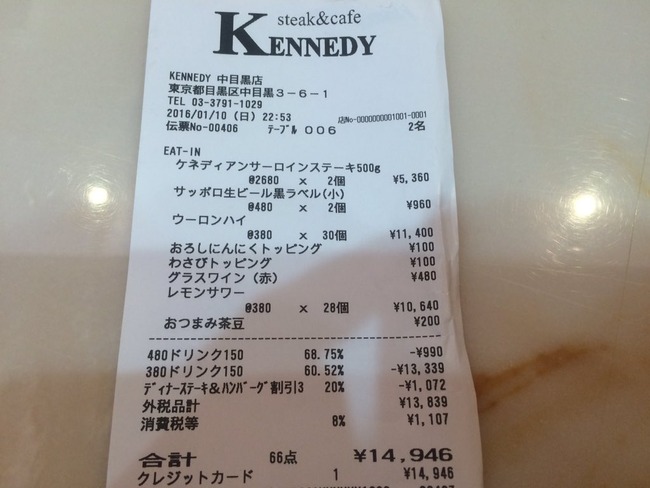 steak&cafe
KENNEDY
KENNEDY 中目黒店
東京都目黒区中目黒3-6-1
TEL 03-3791-1029
2016/01/10 (日) 22:53 店No-0000000001001-0001
伝票No-00406 ﾃｰﾌﾞﾙ 006 2名
EAT-IN
ケネディアンサーロインステーキ500g
@2680 x 2個 ¥5,360
サッポロ生ビール黒ラベル(小)
@480 x 2個 ¥960
ウーロンハイ
@380 x 30個 ¥11,400
おろしにんにくトッピング ¥100
わさびトッピング ¥100
グラスワイン (赤) ¥480
レモンサワー
@380 x 28個 ¥10,640
おつまみ茶豆 ¥200
480ドリンク150 68.75% -¥990
380ドリンク150 60.52% -¥13,339
ﾃﾞｨﾅｰｽﾃｰｷ&ﾊﾝﾊﾞｰｸﾞ割引3 20% -¥1,072
外税品計 ¥13,839
消費税等 8% ¥1,107
合計 66点 ¥14,946
クレジットカード 1 ¥14,946